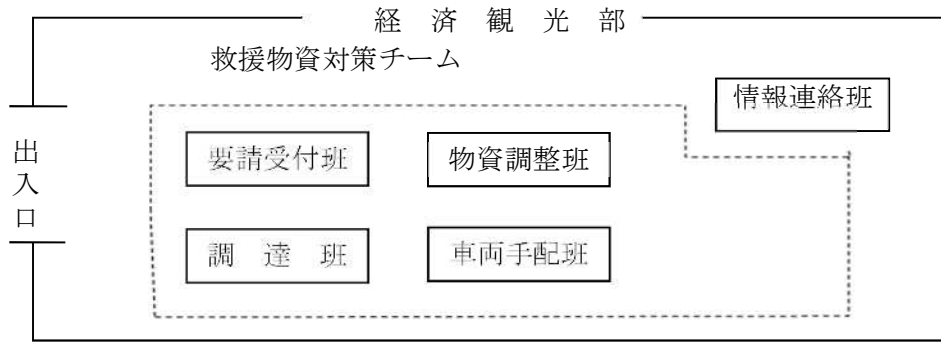 経済観光部
救援物資対策チーム
情報連絡班
出入口
要請受付班
物資調整班
調達班
車両手配班